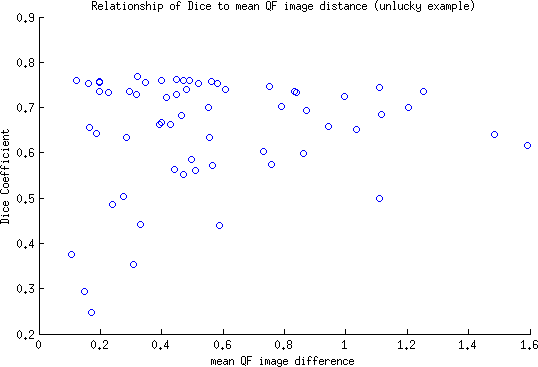 Relationship of Dice to mean QF image distance (unlucky example)
0.9
0.8
0.7
0.6
0.5
0.4
0.3
0.2
Dice Coefficient
0 0.2 0.4 0.6 0.8 1 1.2 1.4 1.6
mean QF image difference